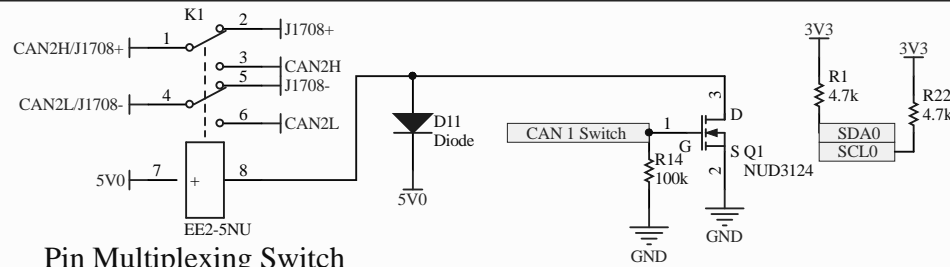 K1
2
J1708+
CAN2H/J1708+
1
3
CAN2H
5
J1708-
CAN2L/J1708-
4
6
CAN2L
5V0
7
+
8
EE2-5NU
Pin Multiplexing Switch
D11
Diode
5V0
CAN 1 Switch
1
G
3
D
S
Q1
NUD3124
2
R14
100k
GND
GND
3V3
R1
4.7k
3V3
R22
4.7k
SDA0
SCL0